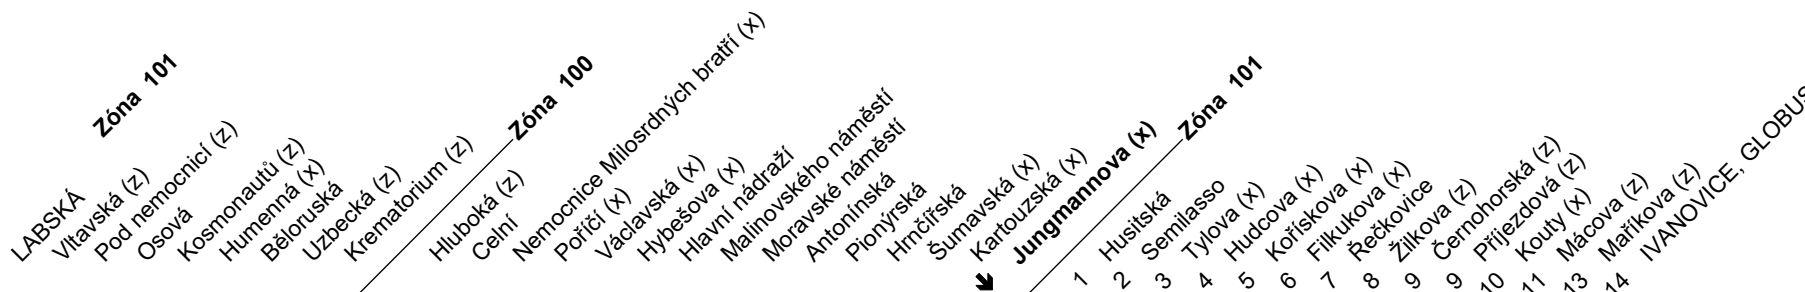 Zóna 101
LABSKÁ
Vltavská (z)
Pod nemocnicí (z)
Osová
Kosmonautů (z)
Humenná (x)
Běloruská
Uzbecká (z)
Krematorium (z)
Zóna 100
Hluboká (z)
Celní
Nemocnice Milosrdných bratří (x)
Poříčí (x)
Václavská (x)
Hybešova (x)
Hlavní nádraží
Malinovského náměstí
Moravské náměstí
Antonínská
Pionýrská
Hrnčířská
Šumavská (x)
Kartouzská (x)
Jungmannova (x)
Zóna 101
1 Husitská
2 Semilasso
3 Tylova (x)
4 Hudcova (x)
5 Kořískova (x)
6 Filkukova (x)
7 Řečkovice
8 Žilkova (z)
9 Černohorská (z)
9 Příjezdová (z)
10 Kouty (x)
11 Mácova (z)
13 Maříkova (z)
14 IVANOVICE, GLOBUS